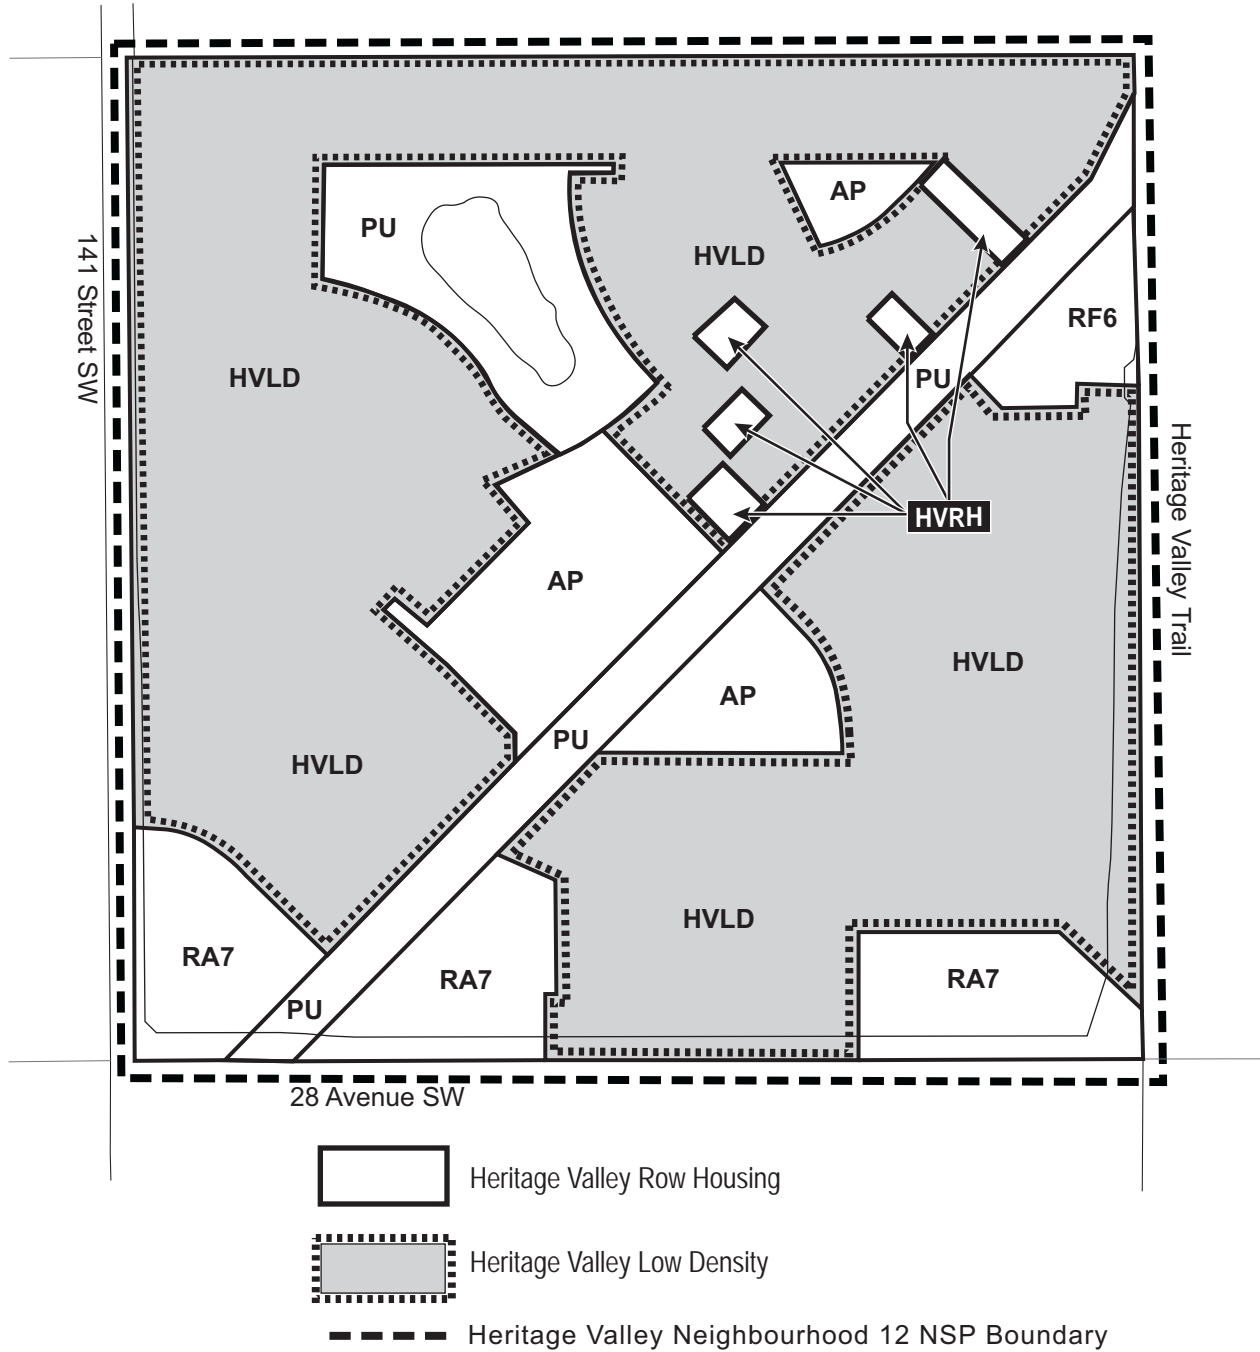 AP
PU
HVLD
141 Street SW
RF6
HVLD
PU
Heritage Valley Trail
HVRH
AP
HVLD
AP
PU
HVLD
HVLD
RA7
RA7
RA7
PU
28 Avenue SW
Heritage Valley Row Housing
Heritage Valley Low Density
Heritage Valley Neighbourhood 12 NSP Boundary